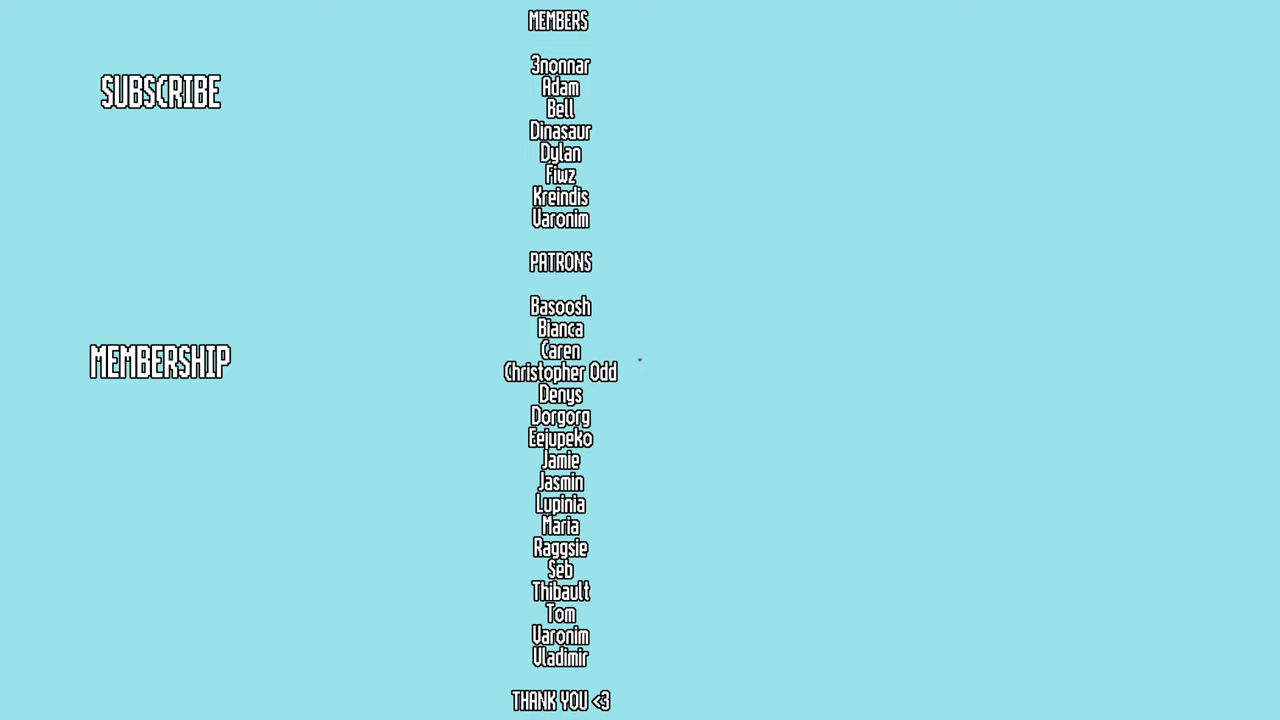 SUBSCRIBE
MEMBERSHIP
MEMBERS
3nonnar
Adam
Bell
Dinasaur
Dylan
Fiwz
Kreindis
Varonim
PATRONS
Basoosh
Bianca
Caren
Christopher Odd
Denys
Dorgorg
Eejupeko
Jamie
Jasmin
Lupinia
Maria
Raggsie
Seb
Thibault
Tom
Varonim
Vladimir
THANK YOU <3